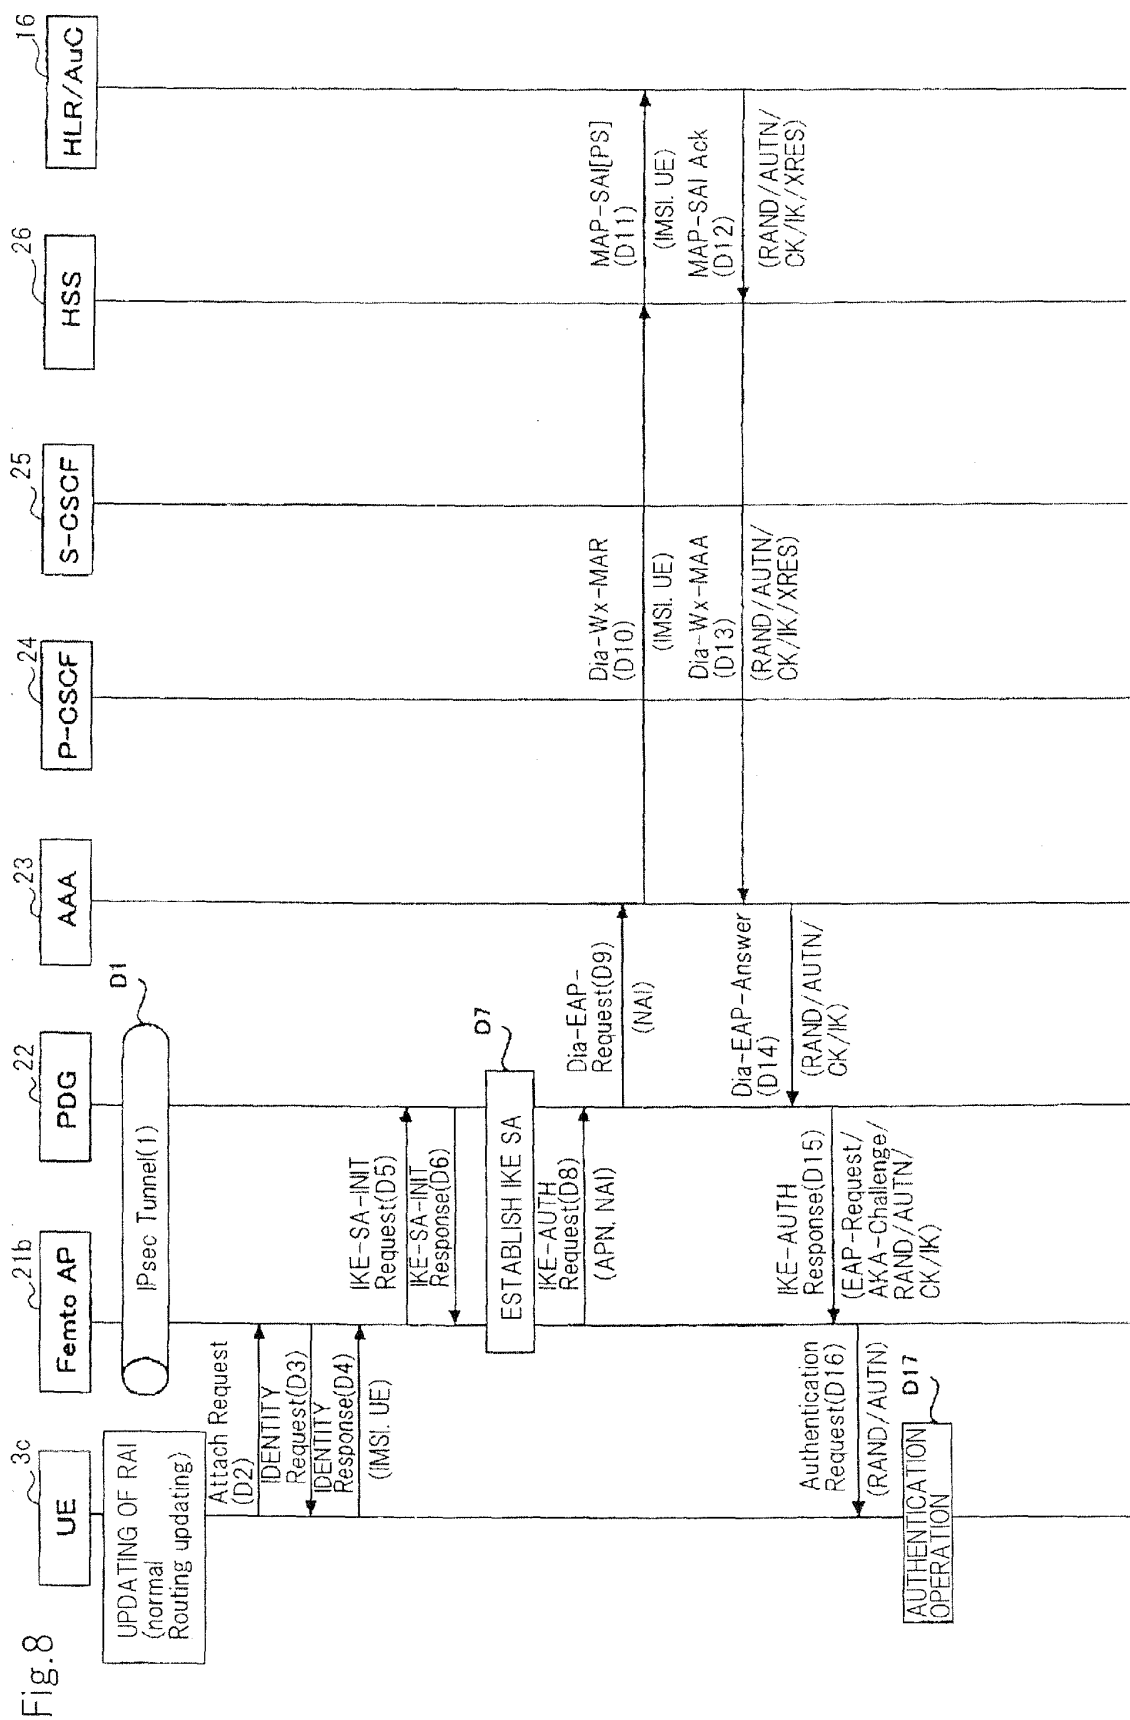 Fig.8
UE
3c
Femto AP
21b
PDG
22
AAA
23
P-CSCF
24
S-CSCF
25
HSS
26
HLR/AuC
16
UPDATING OF RAI
(normal
Routing updating)
IPsec Tunnel(1)
D1
Attach Request
(D2)
IDENTITY
Request(D3)
IDENTITY
Response(D4)
(IMSI. UE)
IKE-SA-INIT
Request(D5)
IKE-SA-INIT
Response(D6)
ESTABLISH IKE SA
D7
IKE-AUTH
Request(D8)
(APN, NAI)
Dia-EAP-
Request(D9)
(NAI)
Dia-Wx-MAR
(D10)
(IMSI. UE)
MAP-SAI[PS]
(D11)
(IMSI. UE)
MAP-SAI Ack
(D12)
(RAND/AUTN/
CK/IK/XRES)
Dia-Wx-MAA
(D13)
(RAND/AUTN/
CK/IK/XRES)
Dia-EAP-Answer
(D14)
(RAND/AUTN/
CK/IK)
IKE-AUTH
Response(D15)
(EAP-Request/
AKA-Challenge/
RAND/AUTN/
CK/IK)
Authentication
Request(D16)
(RAND/AUTN)
AUTHENTICATION
OPERATION
D17